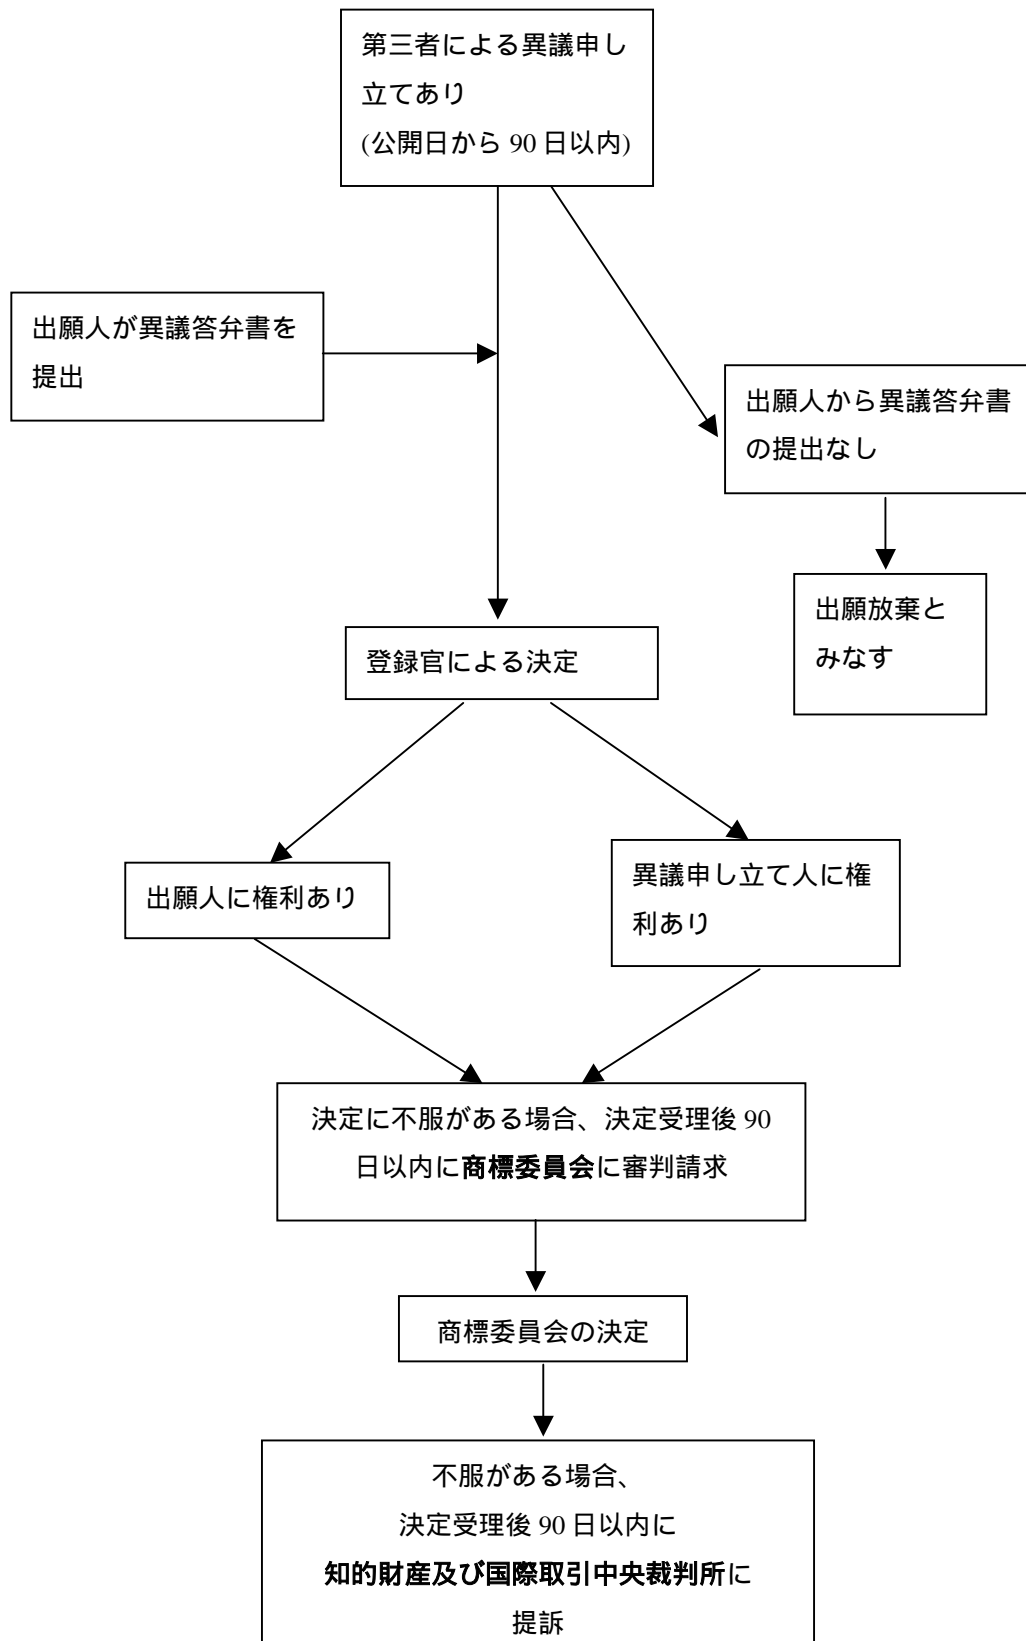 第三者による異議申し
立てあり
(公開日から 90 日以内)
出願人が異議答弁書を
提出
出願人から異議答弁書
の提出なし
出願放棄と
みなす
登録官による決定
出願人に権利あり
異議申し立て人に権
利あり
決定に不服がある場合、決定受理後 90
日以内に商標委員会に審判請求
商標委員会の決定
不服がある場合、
決定受理後 90 日以内に
知的財産及び国際取引中央裁判所に
提訴